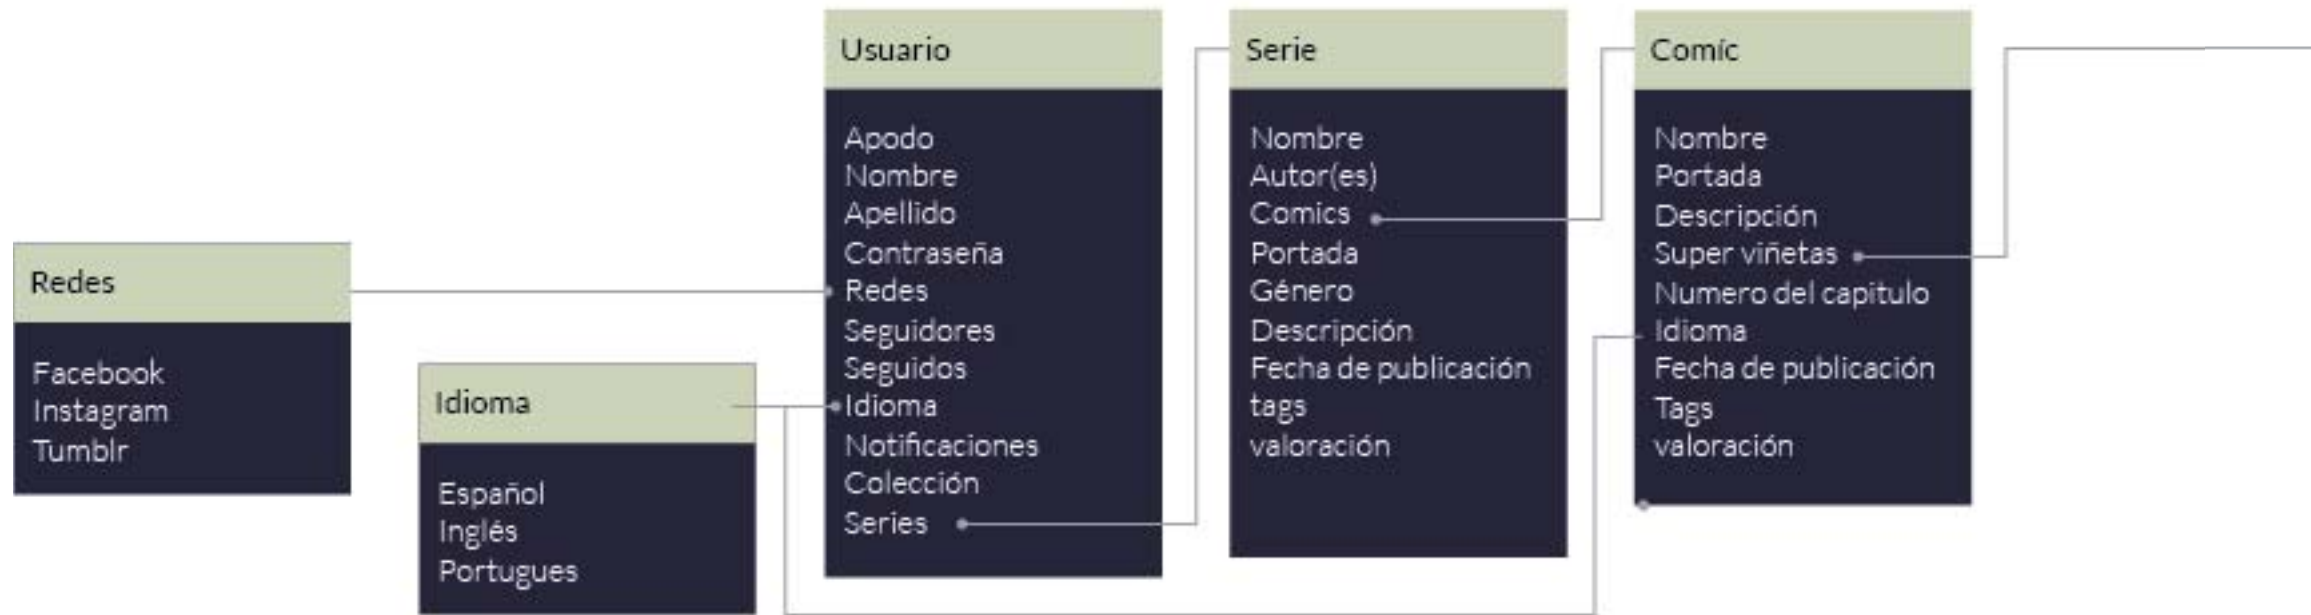 Redes
Facebook
Instagram
Tumblr
Idioma
Español
Inglés
Portugues
Usuario
Apodo
Nombre
Apellido
Contraseña
Redes
Seguidores
Seguidos
Idioma
Notificaciones
Colección
Series
Serie
Nombre
Autor(es)
Comics
Portada
Género
Descripción
Fecha de publicación
tags
valoración
Comíc
Nombre
Portada
Descripción
Super viñetas
Numero del capitulo
Idioma
Fecha de publicación
Tags
valoración